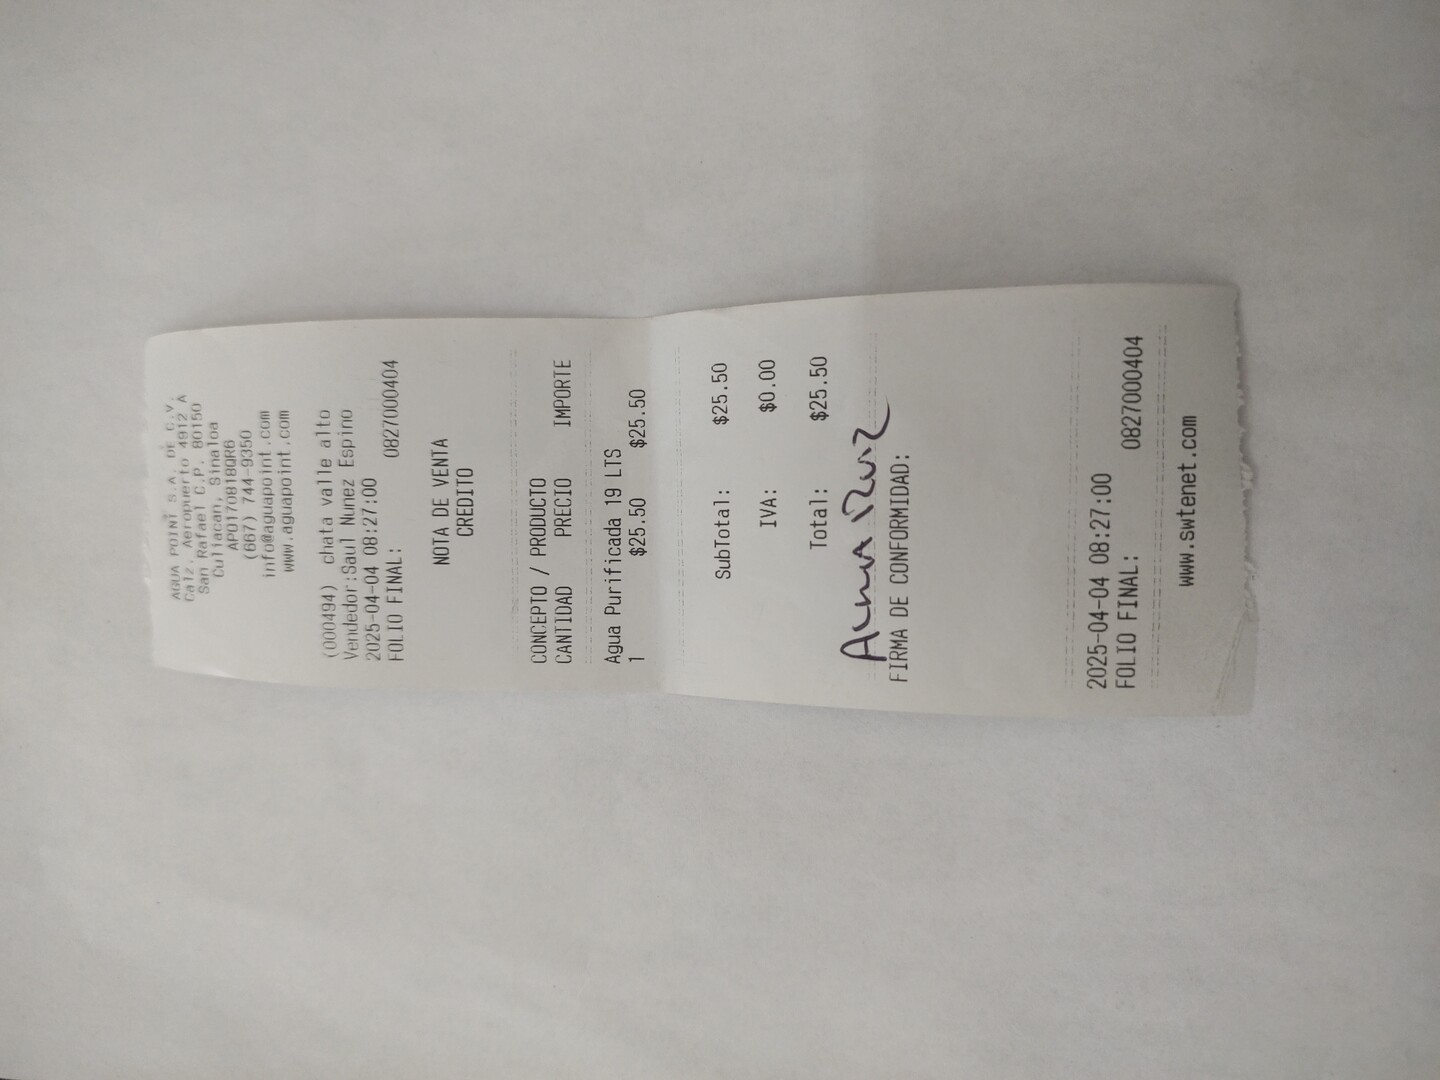 AGUA POINT S.A. DE C.V.
Calz. Aeropuerto 4912 A
San Rafael C.P. 80150
Culiacan, Sinaloa
APO170818QR6
(667) 744-9350
info@aguapoint.com
www.aguapoint.com
(000494) chata valle alto
Vendedor:Saul Nunez Espino
2025-04-04 08:27:00
FOLIO FINAL: 0827000404
NOTA DE VENTA
CREDITO
CONCEPTO / PRODUCTO
CANTIDAD PRECIO IMPORTE
Agua Purificada 19 LTS
1 $25.50 $25.50
SubTotal: $25.50
IVA: $0.00
Total: $25.50
Alma Ruiz
FIRMA DE CONFORMIDAD:
2025-04-04 08:27:00
FOLIO FINAL: 0827000404
www.swtenet.com